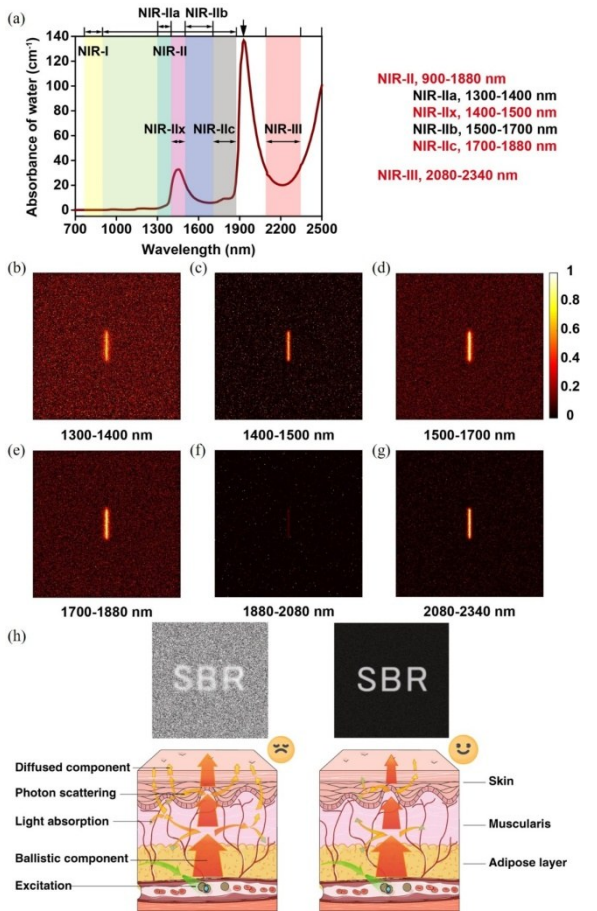 (a)
NIR-IIa NIR-IIb
NIR-I NIR-II
NIR-IIx NIR-IIc NIR-III
Absorbance of water (cm⁻¹)
140
120
100
80
60
40
20
0
700 1000 1300 1600 1900 2200 2500
Wavelength (nm)
NIR-II, 900-1880 nm
NIR-IIa, 1300-1400 nm
NIR-IIx, 1400-1500 nm
NIR-IIb, 1500-1700 nm
NIR-IIc, 1700-1880 nm
NIR-III, 2080-2340 nm
(b) (c) (d)
1
0.8
0.6
0.4
0.2
0
1300-1400 nm 1400-1500 nm 1500-1700 nm
(e) (f) (g)
1700-1880 nm 1880-2080 nm 2080-2340 nm
(h)
SBR SBR
Diffused component
Photon scattering
Light absorption
Ballistic component
Excitation
Skin
Muscularis
Adipose layer